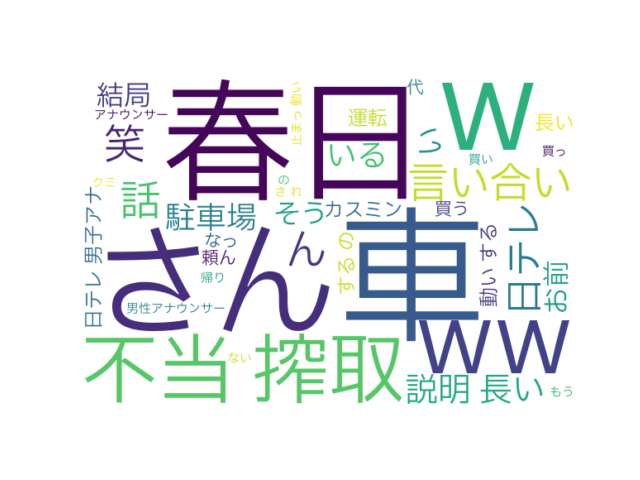 結局
アナウンサー
笑
春日
止まっ 動い
運転
いる
代
W
い
長い
買い
買っ
言い合い
クミ
話
駐車場
の
され
そう
カスミン
買う
日テレ 男子アナ
さん
なっ
頼ん
帰り
ん
するの
車
動い する
日テレ
お前
男性アナウンサー
WW
不当 搾取
ない
説明 長い
もう